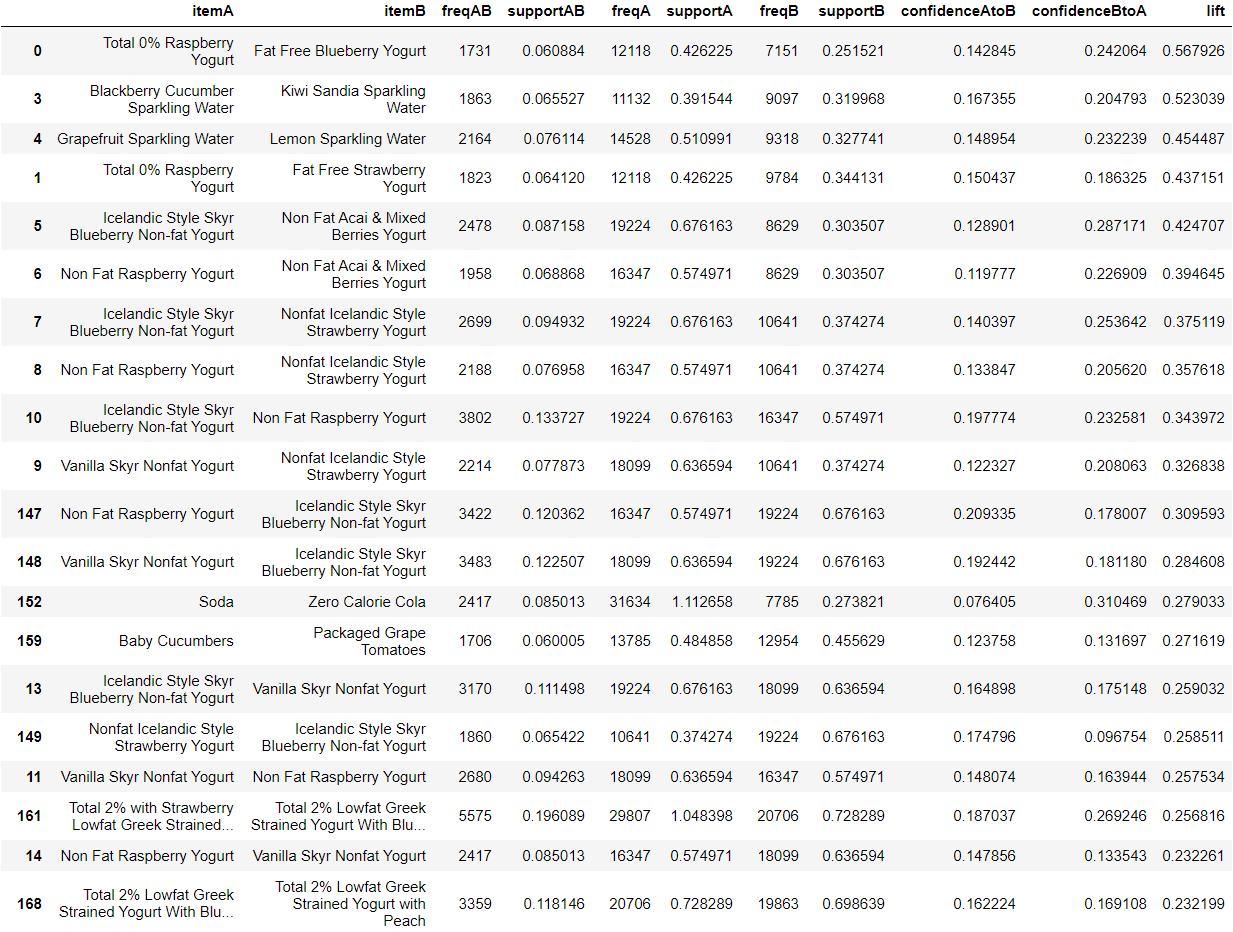 itemA itemB freqAB supportAB freqA supportA freqB supportB confidenceAtoB confidenceBtoA lift
0 Total 0% Raspberry Yogurt Fat Free Blueberry Yogurt 1731 0.060884 12118 0.426225 7151 0.251521 0.142845 0.242064 0.567926
3 Blackberry Cucumber Sparkling Water Kiwi Sandia Sparkling Water 1863 0.065527 11132 0.391544 9097 0.319968 0.167355 0.204793 0.523039
4 Grapefruit Sparkling Water Lemon Sparkling Water 2164 0.076114 14528 0.510991 9318 0.327741 0.148954 0.232239 0.454487
1 Total 0% Raspberry Yogurt Fat Free Strawberry Yogurt 1823 0.064120 12118 0.426225 9784 0.344131 0.150437 0.186325 0.437151
5 Icelandic Style Skyr Blueberry Non-fat Yogurt Non Fat Acai & Mixed Berries Yogurt 2478 0.087158 19224 0.676163 8629 0.303507 0.128901 0.287171 0.424707
6 Non Fat Raspberry Yogurt Non Fat Acai & Mixed Berries Yogurt 1958 0.068868 16347 0.574971 8629 0.303507 0.119777 0.226909 0.394645
7 Icelandic Style Skyr Blueberry Non-fat Yogurt Nonfat Icelandic Style Strawberry Yogurt 2699 0.094932 19224 0.676163 10641 0.374274 0.140397 0.253642 0.375119
8 Non Fat Raspberry Yogurt Nonfat Icelandic Style Strawberry Yogurt 2188 0.076958 16347 0.574971 10641 0.374274 0.133847 0.205620 0.357618
10 Icelandic Style Skyr Blueberry Non-fat Yogurt Non Fat Raspberry Yogurt 3802 0.133727 19224 0.676163 16347 0.574971 0.197774 0.232581 0.343972
9 Vanilla Skyr Nonfat Yogurt Nonfat Icelandic Style Strawberry Yogurt 2214 0.077873 18099 0.636594 10641 0.374274 0.122327 0.208063 0.326838
147 Non Fat Raspberry Yogurt Icelandic Style Skyr Blueberry Non-fat Yogurt 3422 0.120362 16347 0.574971 19224 0.676163 0.209335 0.178007 0.309593
148 Vanilla Skyr Nonfat Yogurt Icelandic Style Skyr Blueberry Non-fat Yogurt 3483 0.122507 18099 0.636594 19224 0.676163 0.192442 0.181180 0.284608
152 Soda Zero Calorie Cola 2417 0.085013 31634 1.112658 7785 0.273821 0.076405 0.310469 0.279033
159 Baby Cucumbers Packaged Grape Tomatoes 1706 0.060005 13785 0.484858 12954 0.455629 0.123758 0.131697 0.271619
13 Icelandic Style Skyr Blueberry Non-fat Yogurt Vanilla Skyr Nonfat Yogurt 3170 0.111498 19224 0.676163 18099 0.636594 0.164898 0.175148 0.259032
149 Nonfat Icelandic Style Strawberry Yogurt Icelandic Style Skyr Blueberry Non-fat Yogurt 1860 0.065422 10641 0.374274 19224 0.676163 0.174796 0.096754 0.258511
11 Vanilla Skyr Nonfat Yogurt Non Fat Raspberry Yogurt 2680 0.094263 18099 0.636594 16347 0.574971 0.148074 0.163944 0.257534
161 Total 2% with Strawberry Lowfat Greek Strained... Total 2% Lowfat Greek Strained Yogurt With Blu... 5575 0.196089 29807 1.048398 20706 0.728289 0.187037 0.269246 0.256816
14 Non Fat Raspberry Yogurt Vanilla Skyr Nonfat Yogurt 2417 0.085013 16347 0.574971 18099 0.636594 0.147856 0.133543 0.232261
168 Total 2% Lowfat Greek Strained Yogurt With Blu... Total 2% Lowfat Greek Strained Yogurt with Peach 3359 0.118146 20706 0.728289 19863 0.698639 0.162224 0.169108 0.232199